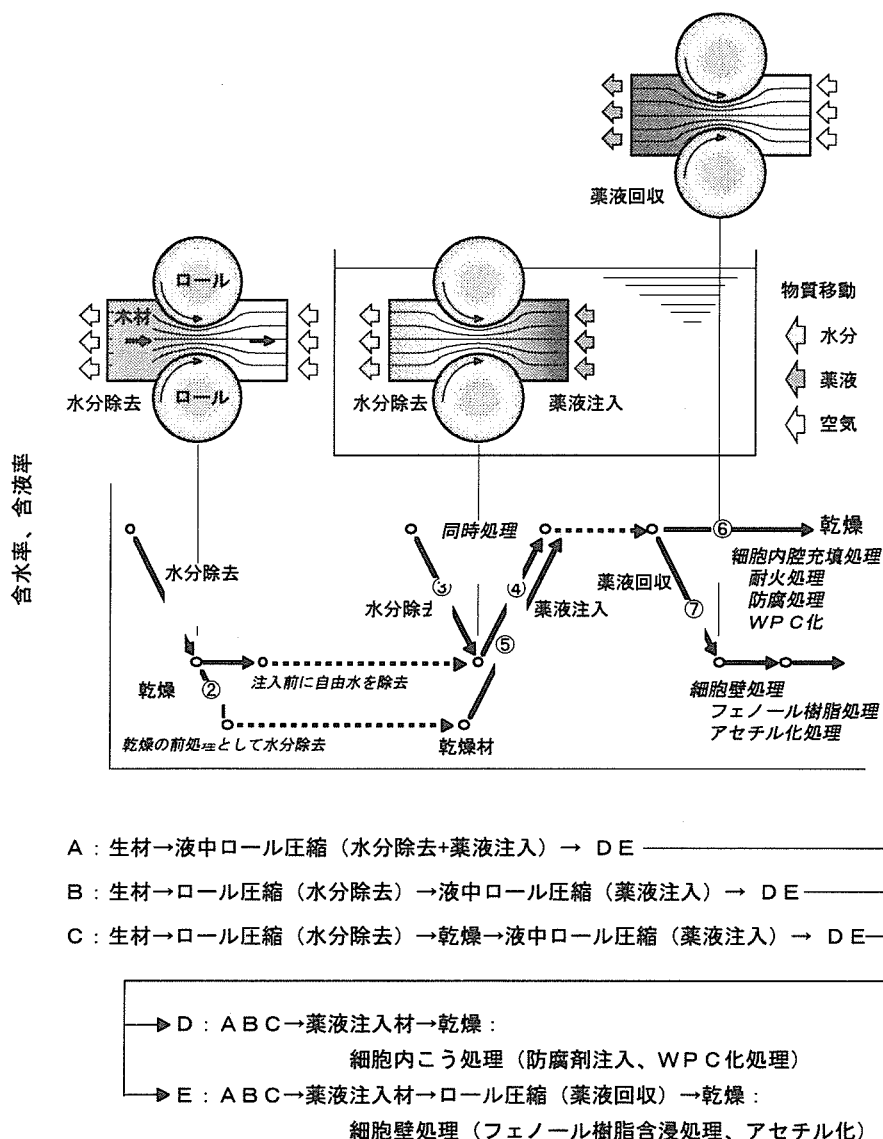 薬液回収
ロール
木材
ロール
水分除去
水分除去
薬液注入
物質移動
水分
薬液
空気
含水率、含液率
水分除去
乾燥
②
注入前に自由水を除去
乾燥の前処理として水分除去
同時処理
③
水分除去
④
薬液注入
⑤
乾燥材
薬液回収
⑥
乾燥
細胞内腔充填処理
耐火処理
防腐処理
WPC化
⑦
細胞壁処理
フェノール樹脂処理
アセチル化処理
A：生材→液中ロール圧縮（水分除去+薬液注入）→ DE
B：生材→ロール圧縮（水分除去）→液中ロール圧縮（薬液注入）→ DE
C：生材→ロール圧縮（水分除去）→乾燥→液中ロール圧縮（薬液注入）→ DE
D：ABC→薬液注入材→乾燥：
細胞内こう処理（防腐剤注入、WPC化処理）
E：ABC→薬液注入材→ロール圧縮（薬液回収）→乾燥：
細胞壁処理（フェノール樹脂含浸処理、アセチル化）